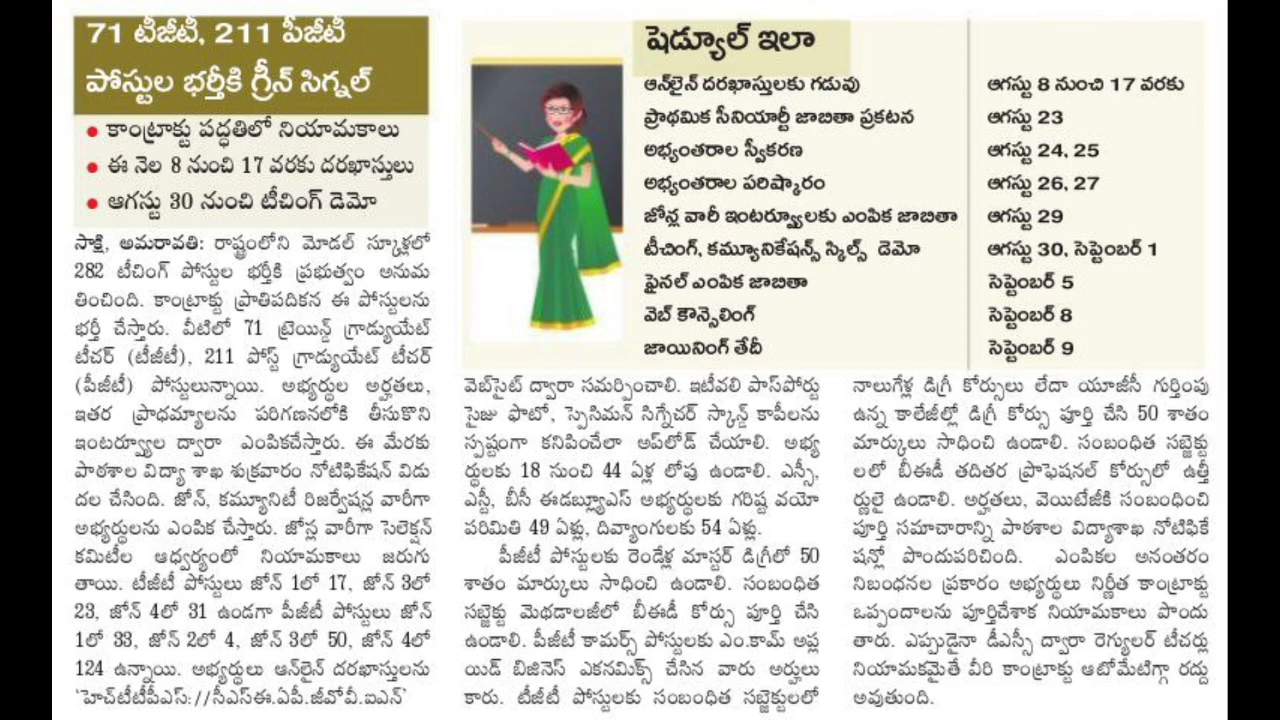 71 టీజీటీ, 211 పీజీటీ
పోస్టుల భర్తీకి గ్రీన్ సిగ్నల్
• కాంట్రాక్టు పద్ధతిలో నియామకాలు
• ఈ నెల 8 నుంచి 17 వరకు దరఖాస్తులు
• ఆగస్టు 30 నుంచి టీచింగ్ డెమో
సాక్షి, అమరావతి: రాష్ట్రంలోని మోడల్ స్కూళ్లలో
282 టీచింగ్ పోస్టుల భర్తీకి ప్రభుత్వం అనుమ
తించింది. కాంట్రాక్టు ప్రాతిపదికన ఈ పోస్టులను
భర్తీ చేస్తారు. వీటిలో 71 ట్రెయిన్డ్ గ్రాడ్యుయేట్
టీచర్ (టీజీటీ), 211 పోస్ట్ గ్రాడ్యుయేట్ టీచర్
(పీజీటీ) పోస్టులున్నాయి. అభ్యర్థుల అర్హతలు,
ఇతర ప్రాధమ్యాలను పరిగణనలోకి తీసుకొని
ఇంటర్వ్యూల ద్వారా ఎంపికచేస్తారు. ఈ మేరకు
పాఠశాల విద్యా శాఖ శుక్రవారం నోటిఫికేషన్ విడు
దల చేసింది. జోన్, కమ్యూనిటీ రిజర్వేషన్ల వారీగా
అభ్యర్థులను ఎంపిక చేస్తారు. జోన్ల వారీగా సెలెక్షన్
కమిటీల ఆధ్వర్యంలో నియామకాలు జరుగు
తాయి. టీజీటీ పోస్టులు జోన్ 1లో 17, జోన్ 3లో
23, జోన్ 4లో 31 ఉండగా పీజీటీ పోస్టులు జోన్
1లో 33, జోన్ 2లో 4, జోన్ 3లో 50, జోన్ 4లో
124 ఉన్నాయి. అభ్యర్థులు ఆన్‌లైన్ దరఖాస్తులను
'హెచ్‌టీటీపీఎస్://సీఎస్ఈ.ఏపీ.జీవోవీ.ఐఎన్'
షెడ్యూల్ ఇలా
ఆన్‌లైన్ దరఖాస్తులకు గడువు ఆగస్టు 8 నుంచి 17 వరకు
ప్రాథమిక సీనియార్టీ జాబితా ప్రకటన ఆగస్టు 23
అభ్యంతరాల స్వీకరణ ఆగస్టు 24, 25
అభ్యంతరాల పరిష్కారం ఆగస్టు 26, 27
జోన్ల వారీ ఇంటర్వ్యూలకు ఎంపిక జాబితా ఆగస్టు 29
టీచింగ్, కమ్యూనికేషన్స్ స్కిల్స్ డెమో ఆగస్టు 30, సెప్టెంబర్ 1
ఫైనల్ ఎంపిక జాబితా సెప్టెంబర్ 5
వెబ్ కౌన్సెలింగ్ సెప్టెంబర్ 8
జాయినింగ్ తేదీ సెప్టెంబర్ 9
వెబ్‌సైట్ ద్వారా సమర్పించాలి. ఇటీవలి పాస్‌పోర్టు
సైజు ఫొటో, స్పెసిమన్ సిగ్నేచర్ స్కాన్డ్ కాపీలను
స్పష్టంగా కనిపించేలా అప్‌లోడ్ చేయాలి. అభ్య
ర్థులకు 18 నుంచి 44 ఏళ్ల లోపు ఉండాలి. ఎస్సీ,
ఎస్టీ, బీసీ ఈడబ్ల్యూఎస్ అభ్యర్థులకు గరిష్ట వయో
పరిమితి 49 ఏళ్లు, దివ్యాంగులకు 54 ఏళ్లు.
పీజీటీ పోస్టులకు రెండేళ్ల మాస్టర్ డిగ్రీలో 50
శాతం మార్కులు సాధించి ఉండాలి. సంబంధిత
సబ్జెక్టు మెథడాలజీలో బీఈడీ కోర్సు పూర్తి చేసి
ఉండాలి. పీజీటీ కామర్స్ పోస్టులకు ఎం.కామ్ అప్ల
యిడ్ బిజినెస్ ఎకనమిక్స్ చేసిన వారు అర్హులు
కారు. టీజీటీ పోస్టులకు సంబంధిత సబ్జెక్టులలో
నాలుగేళ్ల డిగ్రీ కోర్సులు లేదా యూజీసీ గుర్తింపు
ఉన్న కాలేజీల్లో డిగ్రీ కోర్సు పూర్తి చేసి 50 శాతం
మార్కులు సాధించి ఉండాలి. సంబంధిత సబ్జెక్టు
లలో బీఈడీ తదితర ప్రొఫెషనల్ కోర్సులో ఉత్తీ
ర్ణులై ఉండాలి. అర్హతలు, వెయిటేజీకి సంబంధించి
పూర్తి సమాచారాన్ని పాఠశాల విద్యాశాఖ నోటిఫికే
షన్లో పొందుపరిచింది. ఎంపికల అనంతరం
నిబంధనల ప్రకారం అభ్యర్థులు నిర్ణీత కాంట్రాక్టు
ఒప్పందాలను పూర్తిచేశాక నియామకాలు పొందు
తారు. ఎప్పుడైనా డీఎస్సీ ద్వారా రెగ్యులర్ టీచర్లు
నియామకమైతే వీరి కాంట్రాక్టు ఆటోమేటిగ్గా రద్దు
అవుతుంది.